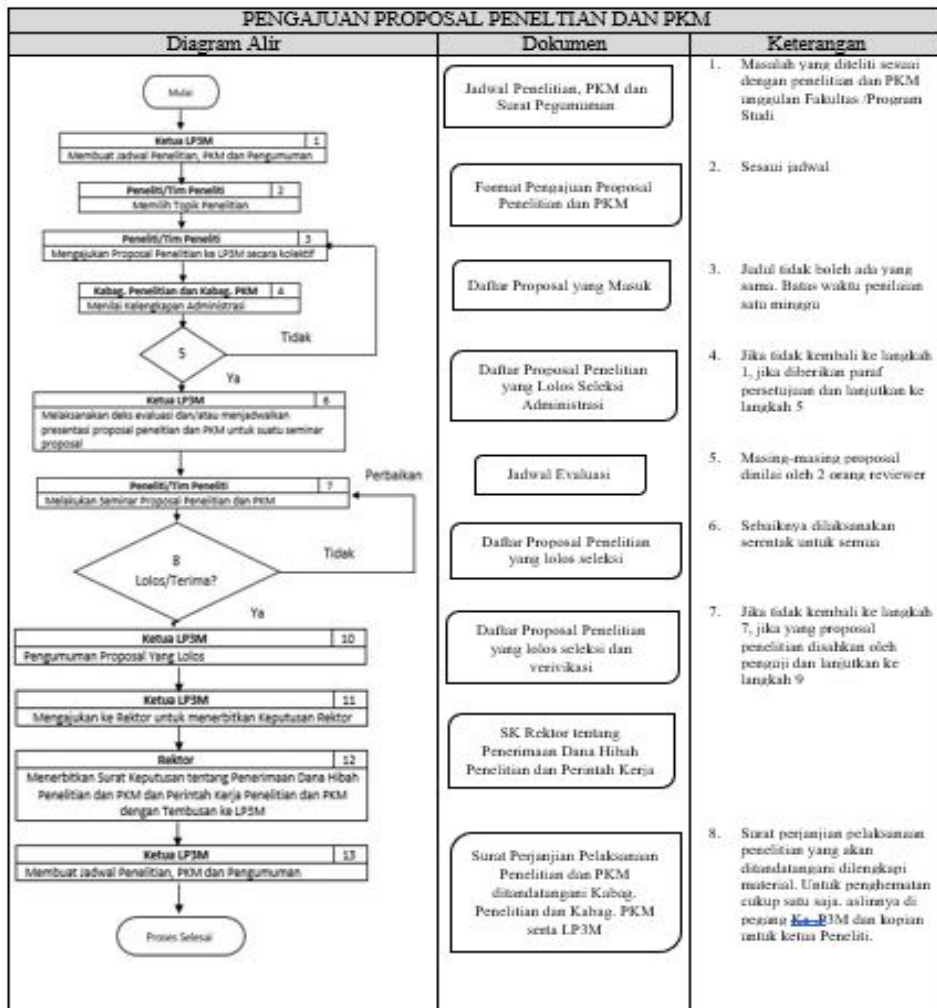 PENGAJUAN PROPOSAL PENELTIAN DAN PKM
Diagram Alir
Dokumen
Keterangan
Mulai
Ketua LP3M 1
Membuat Jadwal Penelitian, PKM dan Pengumuman
Peneliti/Tim Peneliti 2
Memilih Topik Penelitian
Peneliti/Tim Peneliti 3
Mengajukan Proposal Penelitian ke LP3M secara kolektif
Kabag. Penelitian dan Kabag. PKM 4
Menilai Kelengkapan Administrasi
5
Tidak
Ya
Ketua LP3M 6
Melaksanakan deks evaluasi dan/atau menjadwalkan
presentasi proposal peneltian dan PKM untuk suatu seminar
proposal
Perbaikan
Peneliti/Tim Peneliti 7
Melakukan Seminar Proposal Penelitian dan PKM
8
Lolos/Terima?
Tidak
Ya
Ketua LP3M 10
Pengumuman Proposal Yang Lolos
Ketua LP3M 11
Mengajukan ke Rektor untuk menerbitkan Keputusan Rektor
Rektor 12
Menerbitkan Surat Keputusan tentang Penerimaan Dana Hibah
Penelitian dan PKM dan Perintah Kerja Penelitian dan PKM
dengan Tembusan ke LP3M
Ketua LP3M 13
Membuat Jadwal Penelitian, PKM dan Pengumuman
Proses Selesai
Jadwal Penelitian, PKM dan
Surat Pegumuman
Format Pengajuan Proposal
Penelitian dan PKM
Daftar Proposal yang Masuk
Daftar Proposal Penelitian
yang Lolos Seleksi
Administrasi
Jadwal Evaluasi
Daftar Proposal Penelitian
yang lolos seleksi
Daftar Proposal Penelitian
yang lolos seleksi dan
verivikasi
SK Rektor tentang
Penerimaan Dana Hibah
Penelitian dan Perintah Kerja
Surat Perjanjian Pelaksanaan
Penelitian dan PKM
ditandatangani Kabag.
Penelitian dan Kabag. PKM
serta LP3M
1. Masalah yang diteliti sesuai
dengan penelitian dan PKM
unggulan Fakultas /Program
Studi
2. Sesuai jadwal
3. Judul tidak boleh ada yang
sama. Batas waktu penilaian
satu minggu
4. Jika tidak kembali ke langkah
1, jika diberikan paraf
persetujuan dan lanjutkan ke
langkah 5
5. Masing-masing proposal
dinilai oleh 2 orang reviewer
6. Sebaiknya dilaksanakan
serentak untuk semua
7. Jika tidak kembali ke langkah
7, jika yang proposal
penelitian disahkan oleh
penguji dan lanjutkan ke
langkah 9
8. Surat perjanjian pelaksanaan
penelitian yang akan
ditandatangani dilengkapi
material. Untuk penghematan
cukup satu saja. aslinnya di
pegang P3M dan kopian
untuk ketua Peneliti.